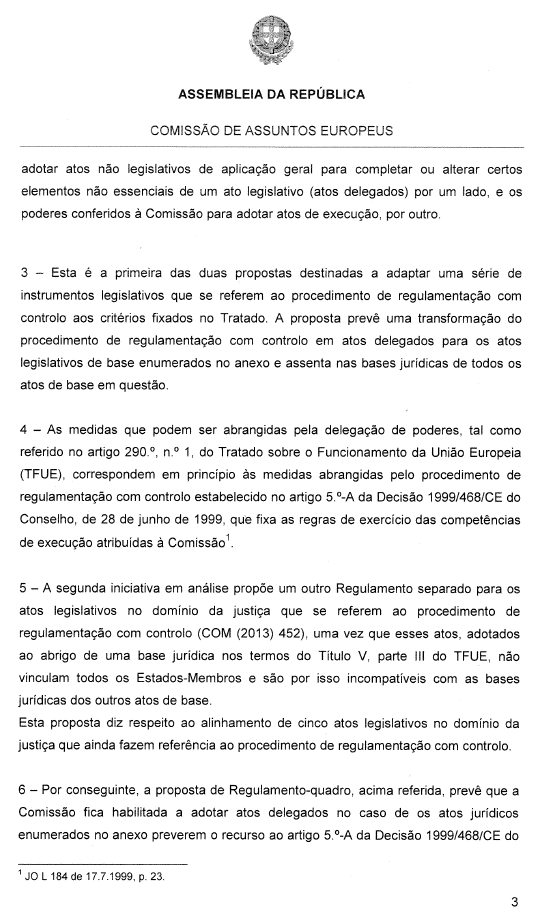 ASSEMBLEIA DA REPÚBLICA
COMISSÃO DE ASSUNTOS EUROPEUS
adotar atos não legislativos de aplicação geral para completar ou alterar certos
elementos não essenciais de um ato legislativo (atos delegados) por um lado, e os
poderes conferidos à Comissão para adotar atos de execução, por outro.
3 – Esta é a primeira das duas propostas destinadas a adaptar uma série de
instrumentos legislativos que se referem ao procedimento de regulamentação com
controlo aos critérios fixados no Tratado. A proposta prevê uma transformação do
procedimento de regulamentação com controlo em atos delegados para os atos
legislativos de base enumerados no anexo e assenta nas bases jurídicas de todos os
atos de base em questão.
4 – As medidas que podem ser abrangidas pela delegação de poderes, tal como
referido no artigo 290.º, n.º 1, do Tratado sobre o Funcionamento da União Europeia
(TFUE), correspondem em princípio às medidas abrangidas pelo procedimento de
regulamentação com controlo estabelecido no artigo 5.º-A da Decisão 1999/468/CE do
Conselho, de 28 de junho de 1999, que fixa as regras de exercício das competências
de execução atribuídas à Comissão¹.
5 – A segunda iniciativa em análise propõe um outro Regulamento separado para os
atos legislativos no domínio da justiça que se referem ao procedimento de
regulamentação com controlo (COM (2013) 452), uma vez que esses atos, adotados
ao abrigo de uma base jurídica nos termos do Título V, parte III do TFUE, não
vinculam todos os Estados-Membros e são por isso incompatíveis com as bases
jurídicas dos outros atos de base.
Esta proposta diz respeito ao alinhamento de cinco atos legislativos no domínio da
justiça que ainda fazem referência ao procedimento de regulamentação com controlo.
6 – Por conseguinte, a proposta de Regulamento-quadro, acima referida, prevê que a
Comissão fica habilitada a adotar atos delegados no caso de os atos jurídicos
enumerados no anexo preverem o recurso ao artigo 5.º-A da Decisão 1999/468/CE do
¹ JO L 184 de 17.7.1999, p. 23.
3